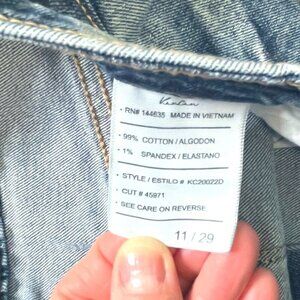 KanCan
• RN# 144635 MADE IN VIETNAM
• 99% COTTON / ALGODON
• 1% SPANDEX / ELASTANO
• STYLE / ESTILO # KC20022D
• CUT # 45971
• SEE CARE ON REVERSE
11 / 29